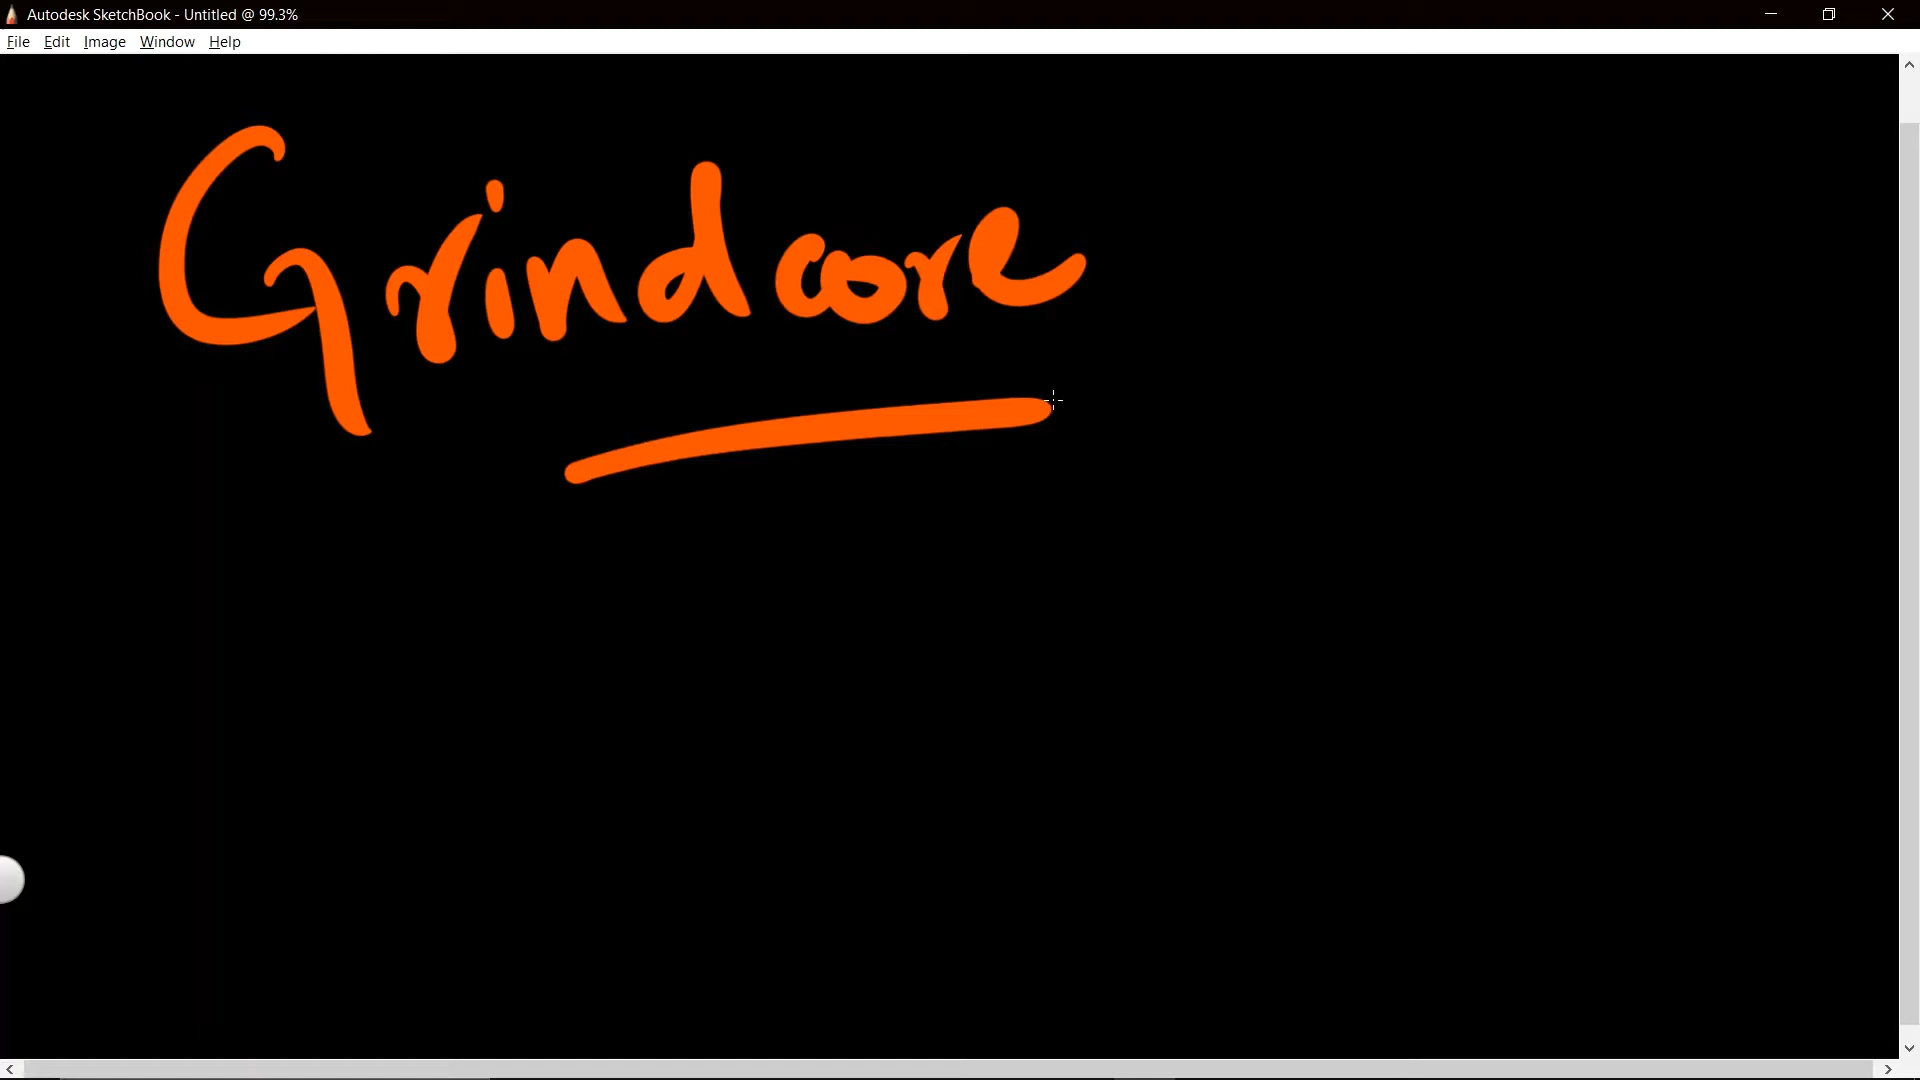 Autodesk SketchBook - Untitled @ 99.3%
File Edit Image Window Help
Grindcore